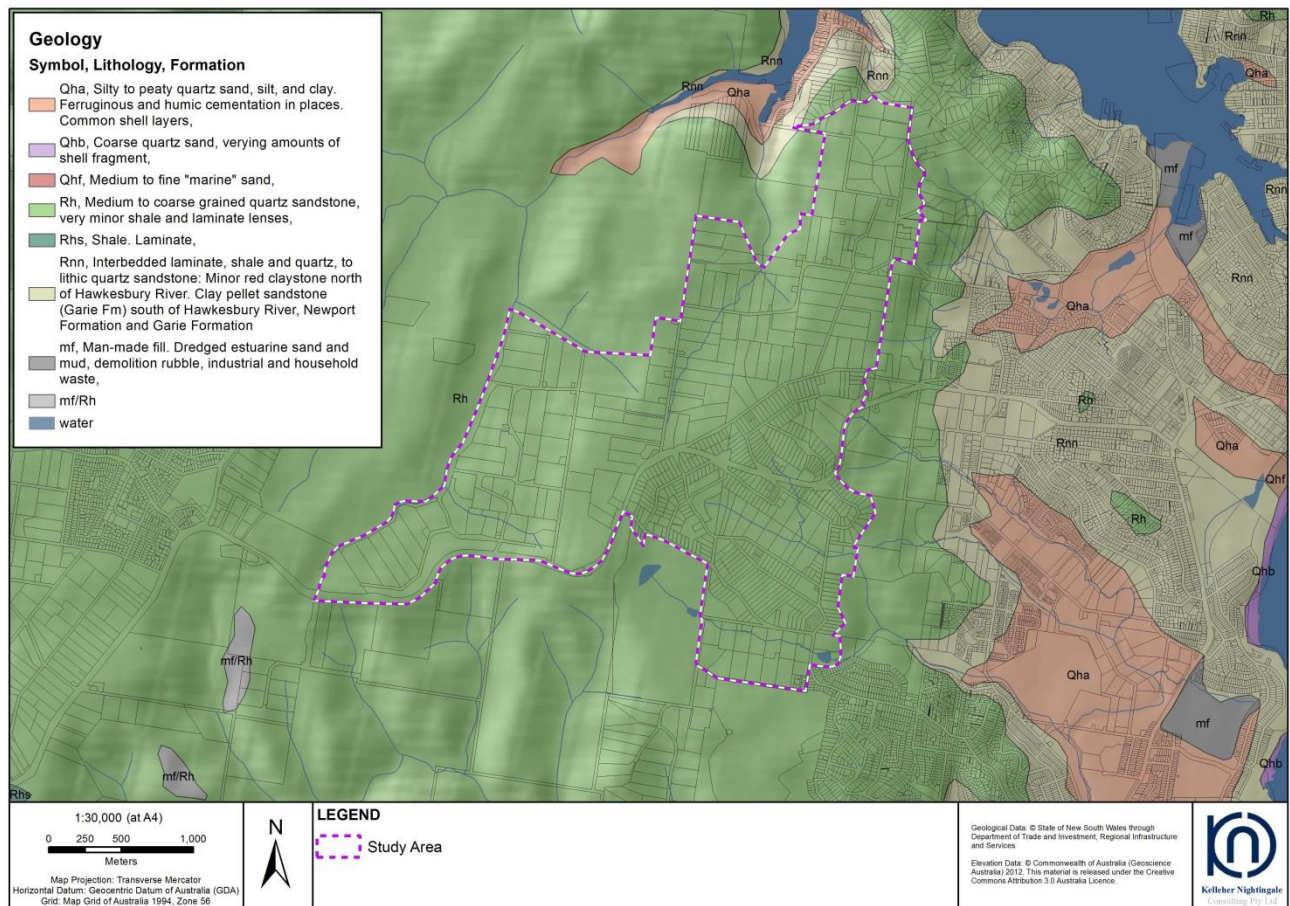 Geology
Symbol, Lithology, Formation
Qha, Silty to peaty quartz sand, silt, and clay.
Ferruginous and humic cementation in places.
Common shell layers,
Qhb, Coarse quartz sand, verying amounts of
shell fragment,
Qhf, Medium to fine "marine" sand,
Rh, Medium to coarse grained quartz sandstone,
very minor shale and laminate lenses,
Rhs, Shale. Laminate,
Rnn, Interbedded laminate, shale and quartz, to
lithic quartz sandstone: Minor red claystone north
of Hawkesbury River. Clay pellet sandstone
(Garie Fm) south of Hawkesbury River, Newport
Formation and Garie Formation
mf, Man-made fill. Dredged estuarine sand and
mud, demolition rubble, industrial and household
waste,
mf/Rh
water
Rnn
Rnn
Qha
Rnn
Rh
Rnn
Qha
mf
Rnn
mf
Rnn
Qha
Rh
Rh
Rnn
Qha
Qhf
Rh
Qhb
mf/Rh
Qha
mf
mf/Rh
Qhb
Rhs
1:30,000 (at A4)
0 250 500 1,000
Meters
Map Projection: Transverse Mercator
Horizontal Datum: Geocentric Datum of Australia (GDA)
Grid: Map Grid of Australia 1994, Zone 56
N
LEGEND
Study Area
Geological Data: © State of New South Wales through
Department of Trade and Investment, Regional Infrastructure
and Services
Elevation Data: © Commonwealth of Australia (Geoscience
Australia) 2012. This material is released under the Creative
Commons Attribution 3.0 Australia Licence.
Kelleher Nightingale
Consulting Pty Ltd